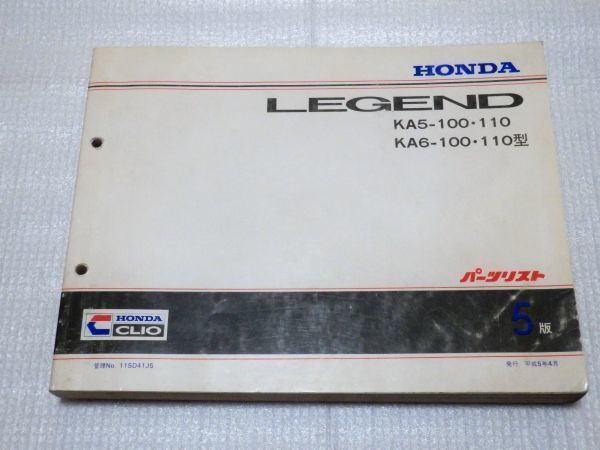 HONDA
LEGEND
KA5-100・110
KA6-100・110型
パーツリスト
5版
HONDA
CLIO
管理No. 11SD41J5
発行 平成5年4月